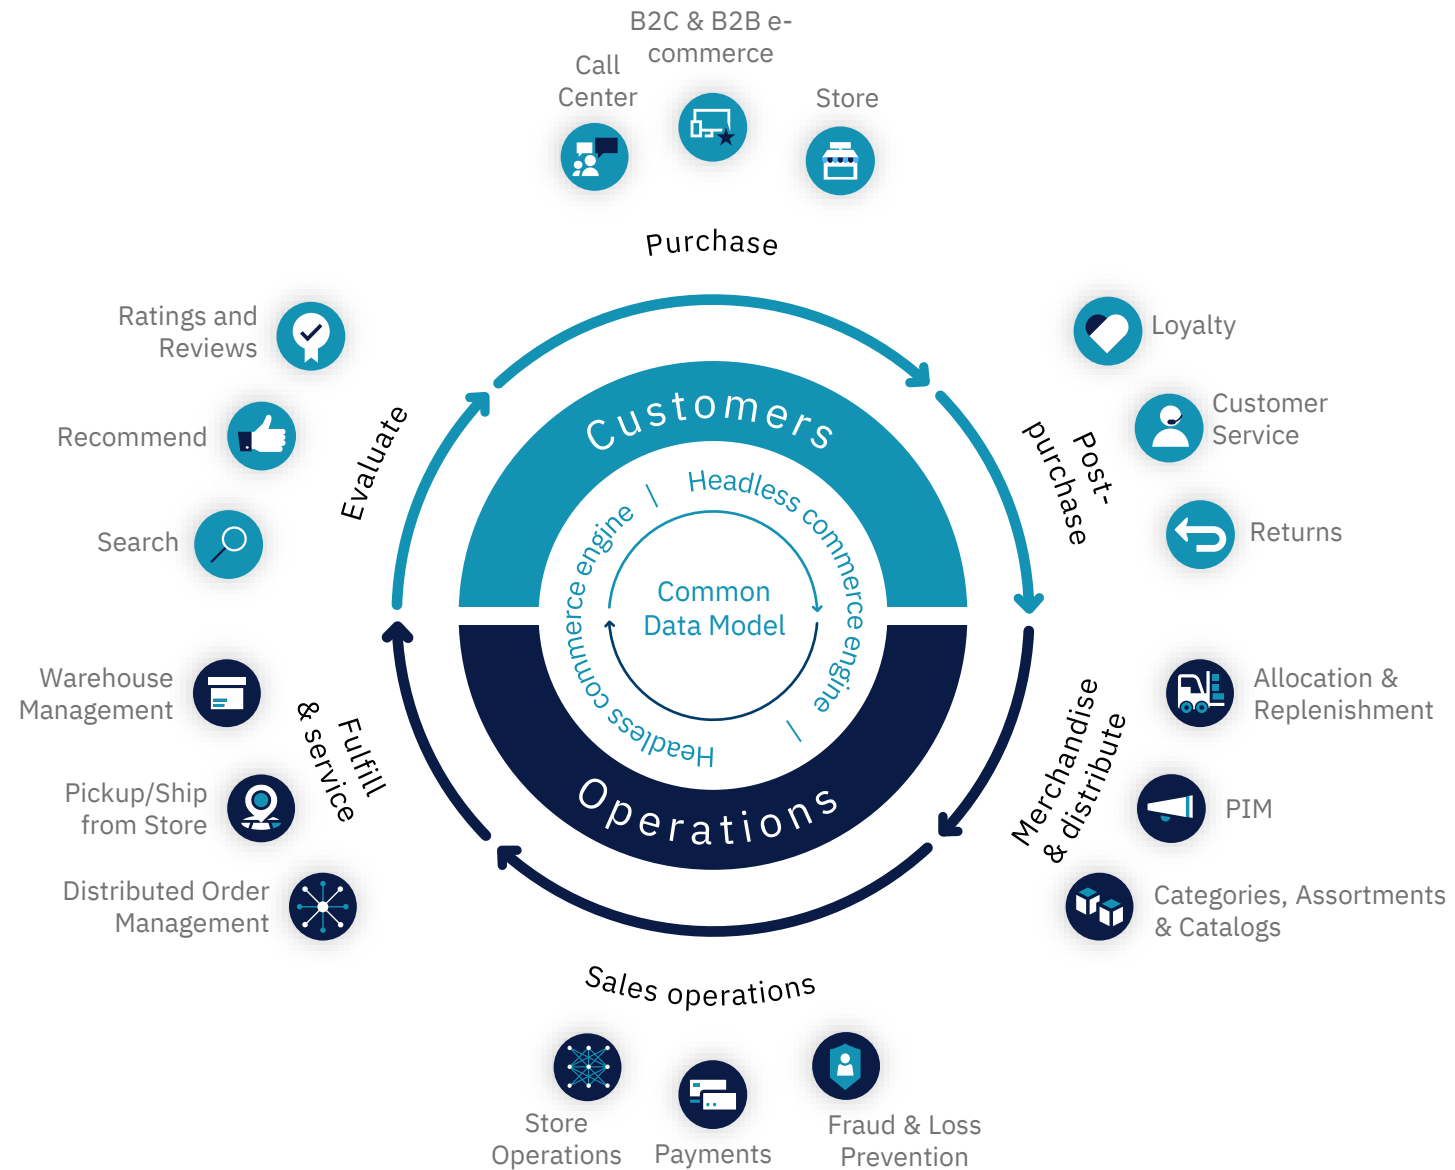 B2C & B2B e-
commerce
Call
Center
Store
Purchase
Ratings and
Reviews
Recommend
Search
Evaluate
Loyalty
Customer
Service
Returns
Post-
purchase
Customers
Headless commerce engine |
Headless commerce engine |
Common
Data Model
Operations
Warehouse
Management
Pickup/Ship
from Store
Distributed Order
Management
Fulfill
& service
Merchandise
& distribute
Allocation &
Replenishment
PIM
Categories, Assortments
& Catalogs
Sales operations
Store
Operations
Payments
Fraud & Loss
Prevention